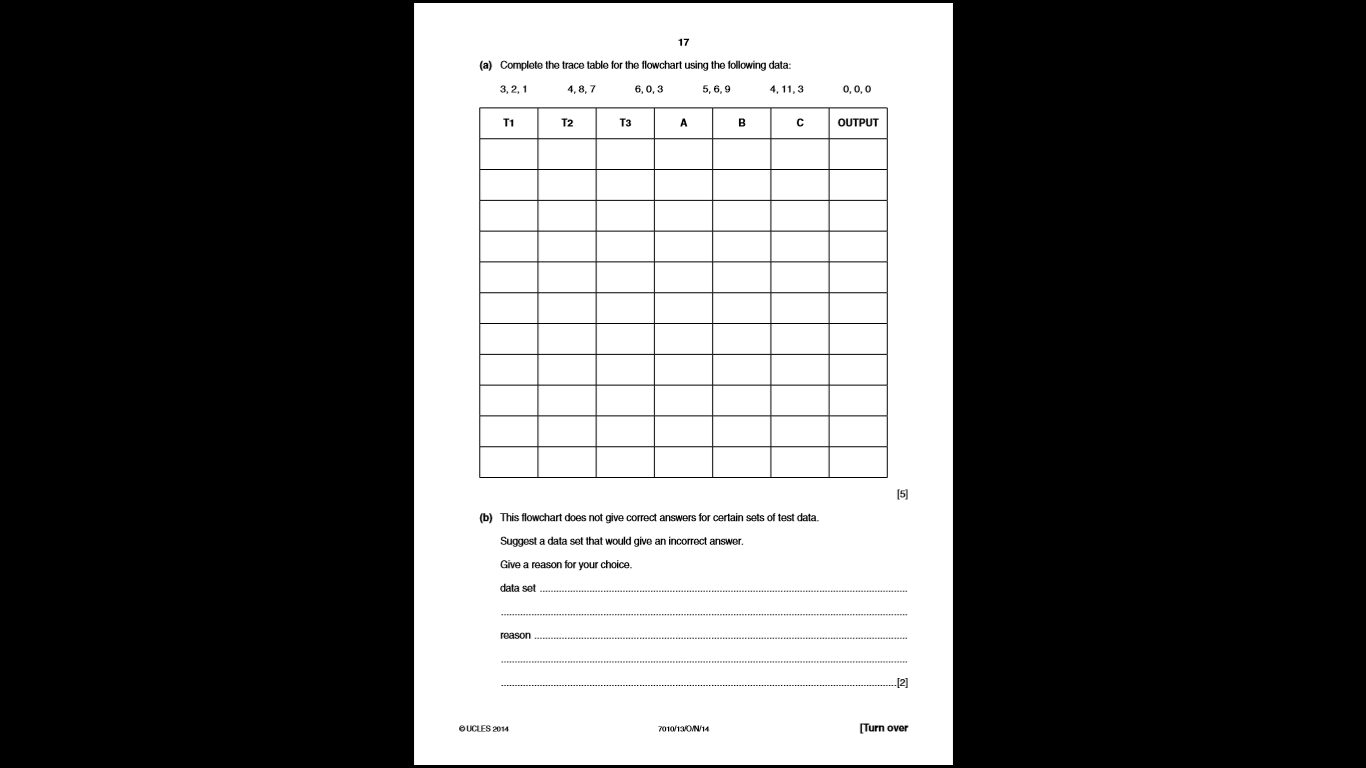 17
(a) Complete the trace table for the flowchart using the following data:
3, 2, 1 4, 8, 7 6, 0, 3 5, 6, 9 4, 11, 3 0, 0, 0
T1 T2 T3 A B C OUTPUT
[5]
(b) This flowchart does not give correct answers for certain sets of test data.
Suggest a data set that would give an incorrect answer.
Give a reason for your choice.
data set ..........
..........
reason ..........
..........
..........[2]
© UCLES 2014 7010/13/O/N/14 [Turn over